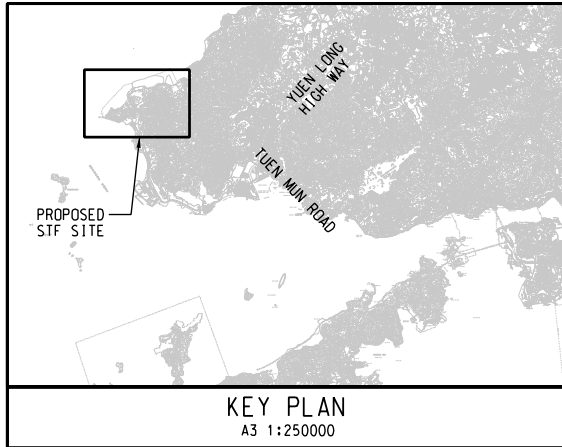 YUEN LONG
HIGH WAY
TUEN MUN ROAD
PROPOSED
STF SITE
KEY PLAN
A3 1:250000